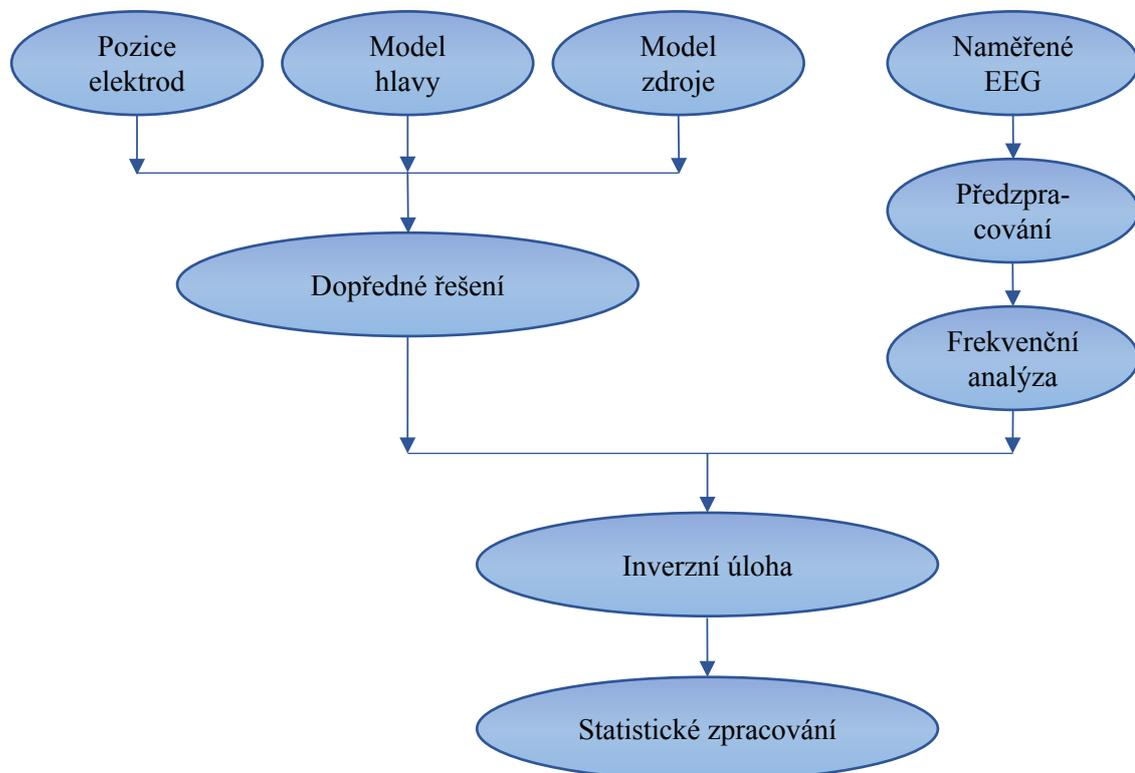 Pozice
elektrod
Model
hlavy
Model
zdroje
Naměřené
EEG
Předzpra-
cování
Dopředné řešení
Frekvenční
analýza
Inverzní úloha
Statistické zpracování